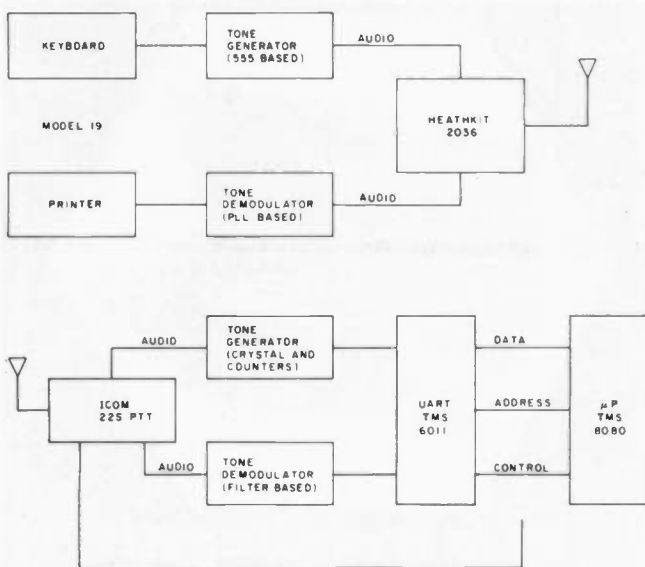 KEYBOARD
TONE
GENERATOR
(555 BASED)
AUDIO
HEATHKIT
2036
MODEL 19
PRINTER
TONE
DEMODULATOR
(PLL BASED)
AUDIO
AUDIO
TONE
GENERATOR
(CRYSTAL AND
COUNTERS)
ICOM
22S PTT
AUDIO
TONE
DEMODULATOR
(FILTER BASED)
UART
TMS
6011
DATA
ADDRESS
CONTROL
μP
TMS
8080